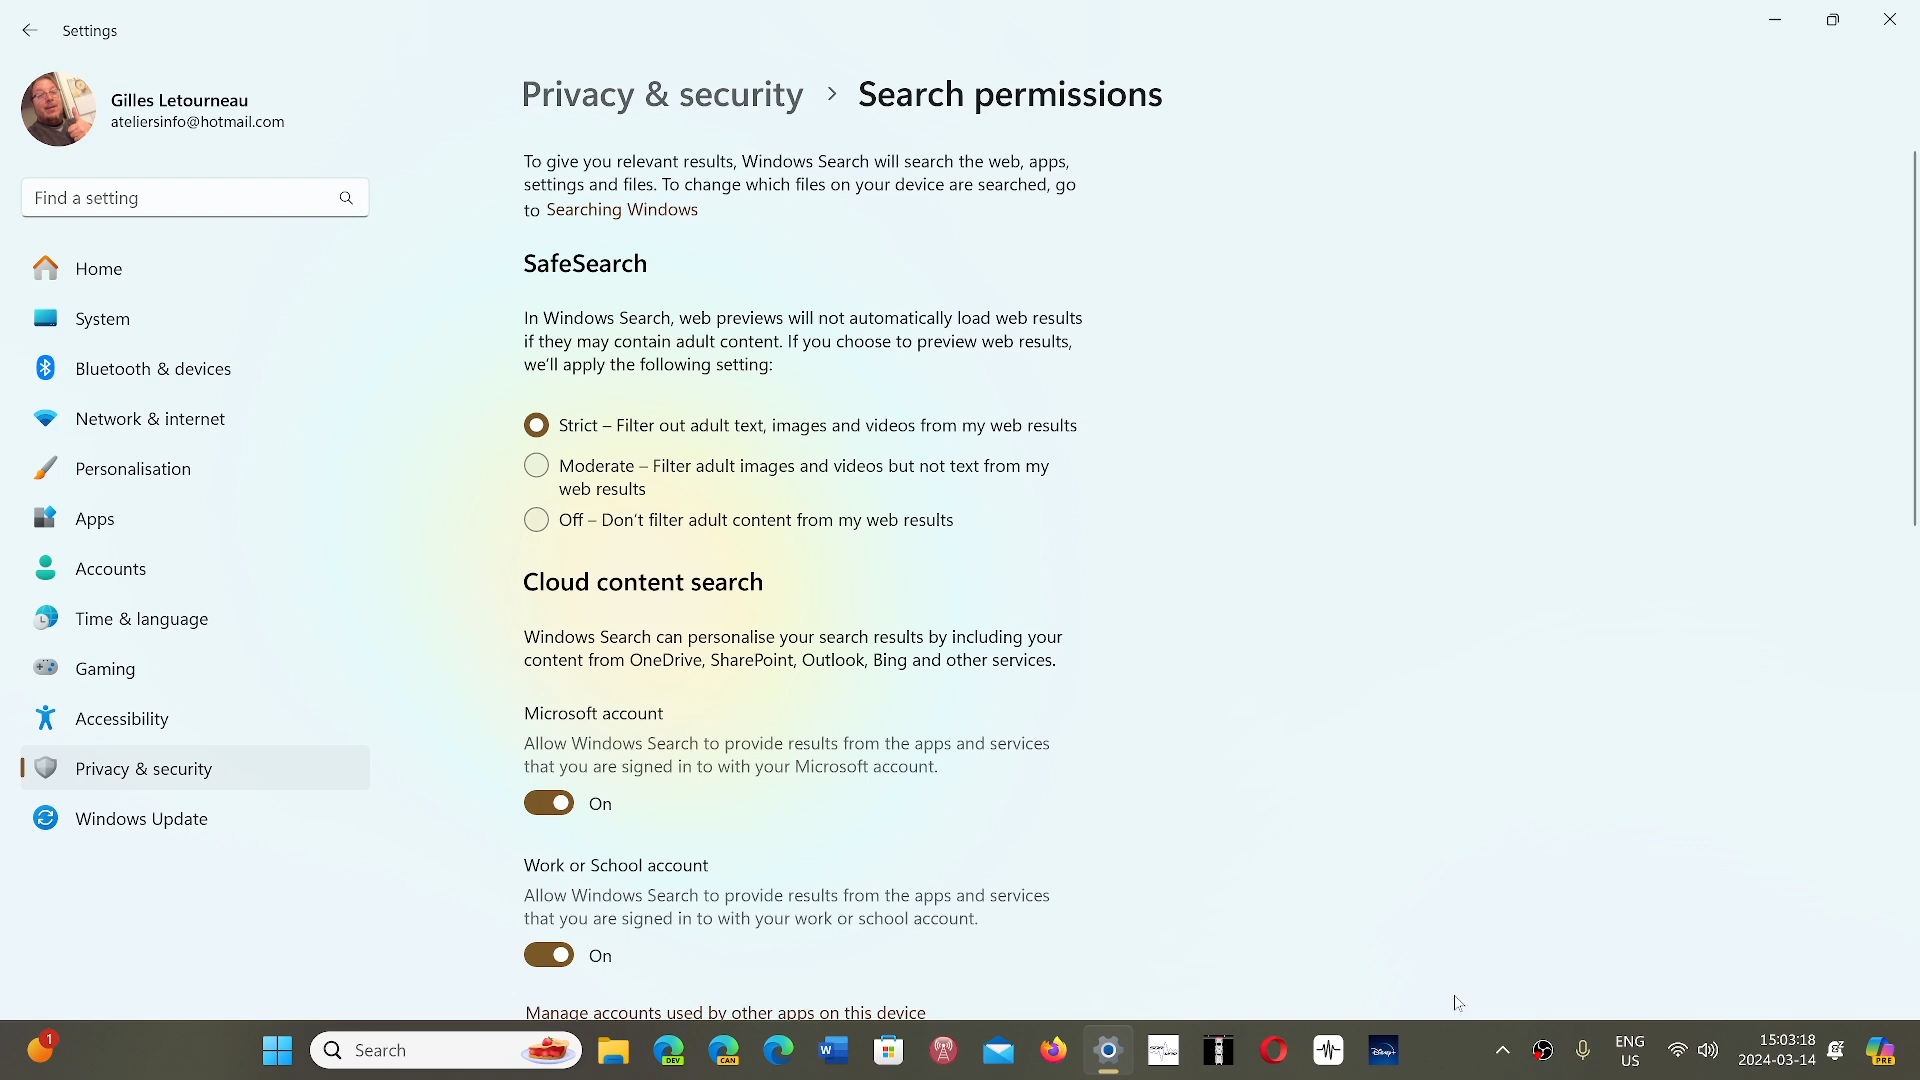 Settings
Gilles Letourneau
ateliersinfo@hotmail.com
Find a setting
Home
System
Bluetooth & devices
Network & internet
Personalisation
Apps
Accounts
Time & language
Gaming
Accessibility
Privacy & security
Windows Update
Privacy & security > Search permissions
To give you relevant results, Windows Search will search the web, apps,
settings and files. To change which files on your device are searched, go
to Searching Windows
SafeSearch
In Windows Search, web previews will not automatically load web results
if they may contain adult content. If you choose to preview web results,
we'll apply the following setting:
Strict – Filter out adult text, images and videos from my web results
Moderate – Filter adult images and videos but not text from my
web results
Off – Don't filter adult content from my web results
Cloud content search
Windows Search can personalise your search results by including your
content from OneDrive, SharePoint, Outlook, Bing and other services.
Microsoft account
Allow Windows Search to provide results from the apps and services
that you are signed in to with your Microsoft account.
On
Work or School account
Allow Windows Search to provide results from the apps and services
that you are signed in to with your work or school account.
On
Manage accounts used by other apps on this device
1
Search
DEV
CAN
W
Disney+
ENG
US
15:03:18
2024-03-14
PRE